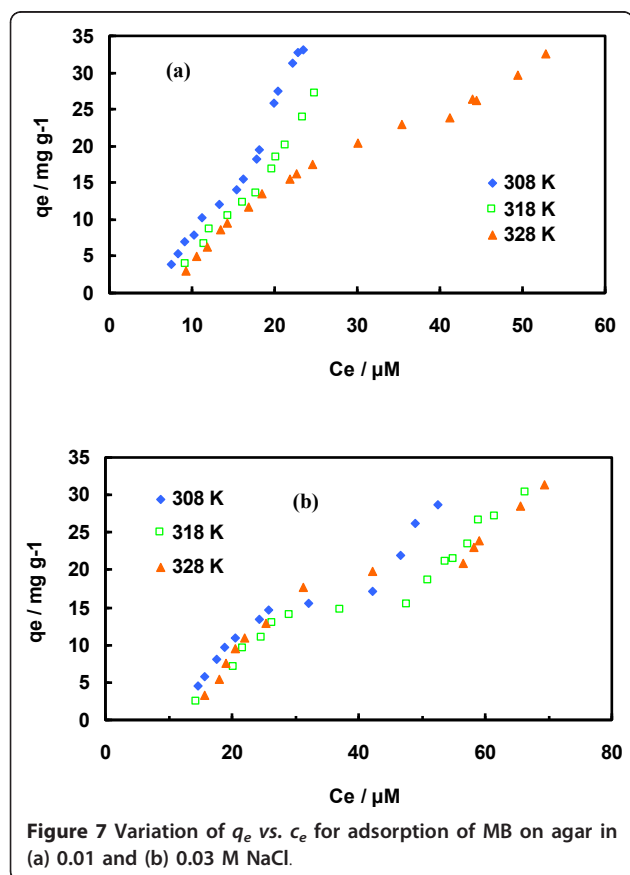 35
30
25
20
15
10
5
0
qe / mg g-1
(a)
308 K
318 K
328 K
0 10 20 30 40 50 60
Ce / µM
35
30
25
20
15
10
5
0
qe / mg g-1
308 K
318 K
328 K
(b)
20 40 60 80
Ce / µM
Figure 7 Variation of qe vs. ce for adsorption of MB on agar in
(a) 0.01 and (b) 0.03 M NaCl.